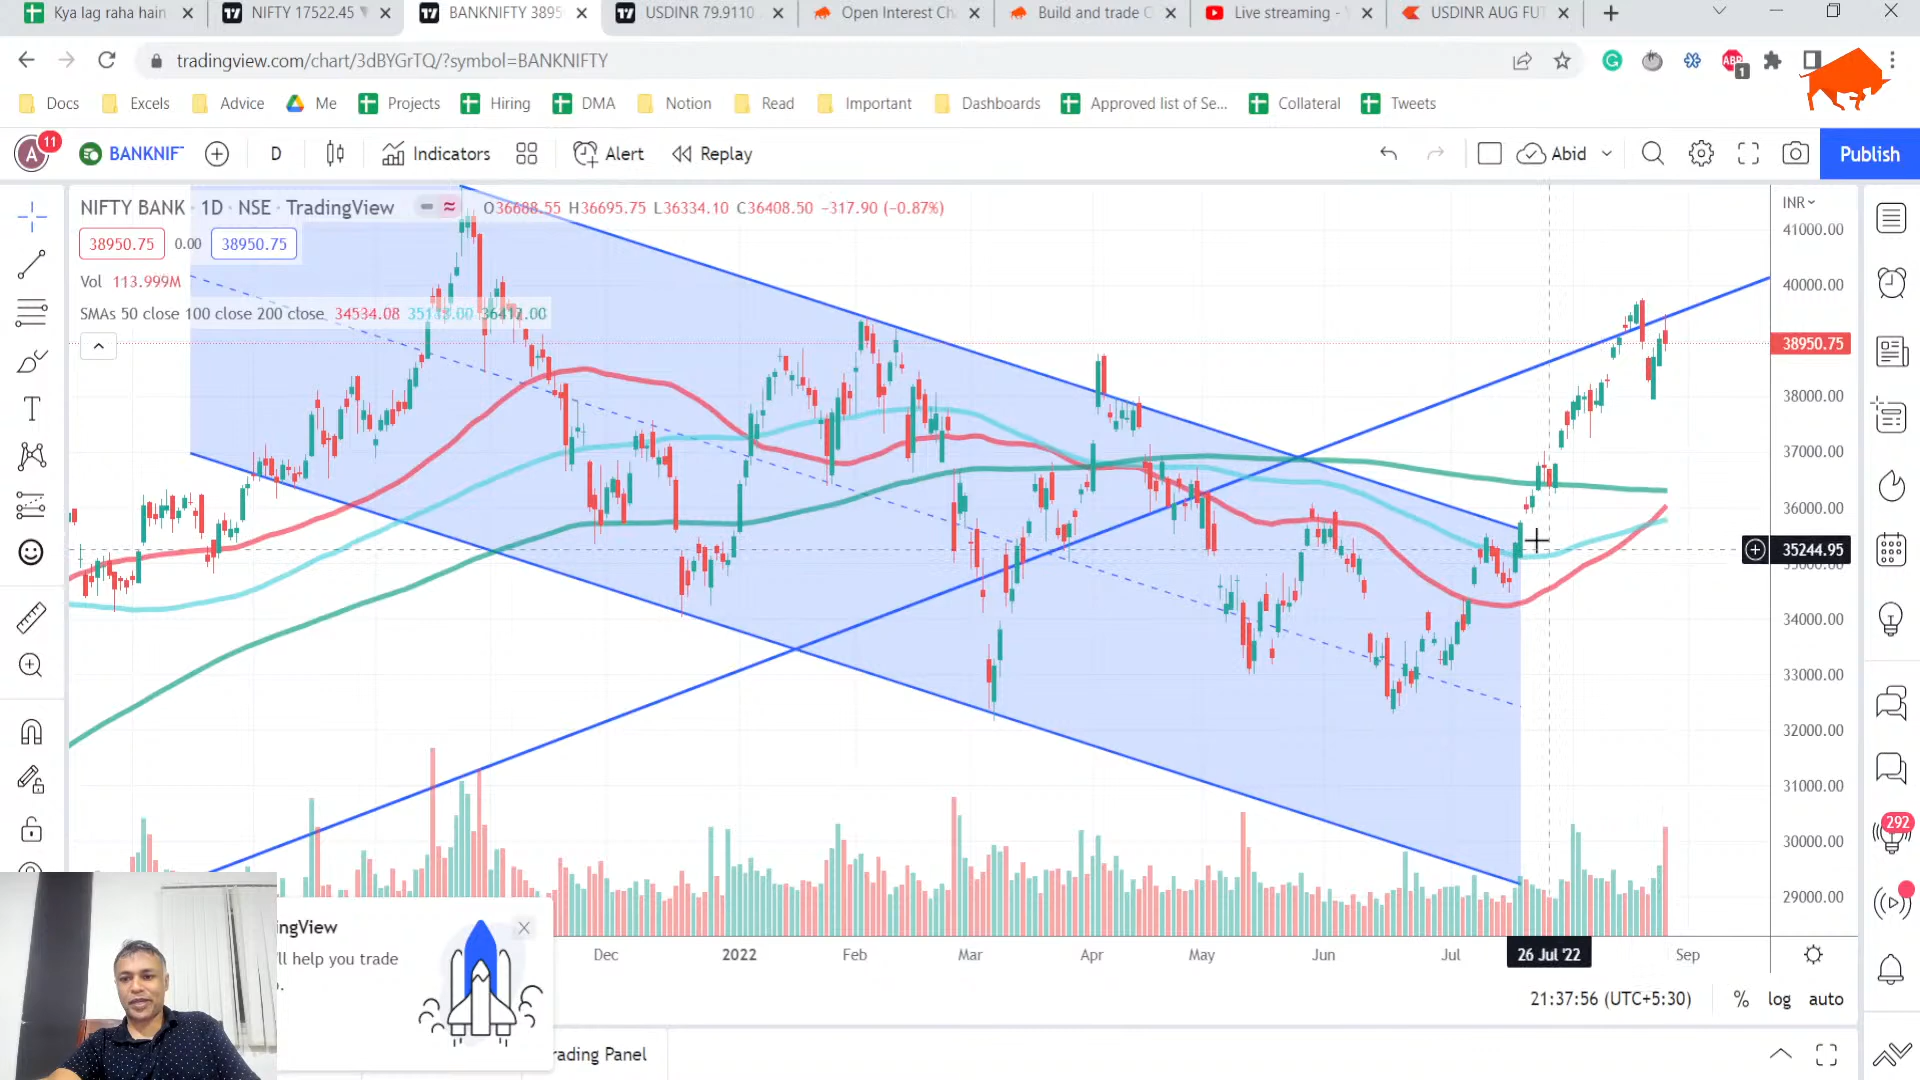 Kya lag raha hain
NIFTY 17522.45
BANKNIFTY 3895
USDINR 79.9110
Open Interest Ch
Build and trade
Live streaming -
USDINR AUG FUT
tradingview.com/chart/3dBYGrTQ/?symbol=BANKNIFTY
ABP
1
Docs
Excels
Advice
Me
Projects
Hiring
DMA
Notion
Read
Important
Dashboards
Approved list of Se...
Collateral
Tweets
A
11
BANKNIF
D
Indicators
Alert
Replay
Abid
Publish
NIFTY BANK · 1D · NSE · TradingView
O36688.55 H36695.75 L36334.10 C36408.50 −317.90 (−0.87%)
INR
38950.75 0.00 38950.75
Vol 113.999M
SMAs 50 close 100 close 200 close 34534.08
41000.00
40000.00
38950.75
38000.00
37000.00
36000.00
35244.95
35000.00
34000.00
33000.00
32000.00
31000.00
30000.00
29000.00
292
Dec
2022
Feb
Mar
Apr
May
Jun
Jul
26 Jul '22
Sep
21:37:56 (UTC+5:30)
%
log
auto
ingView
'll help you trade
rading Panel